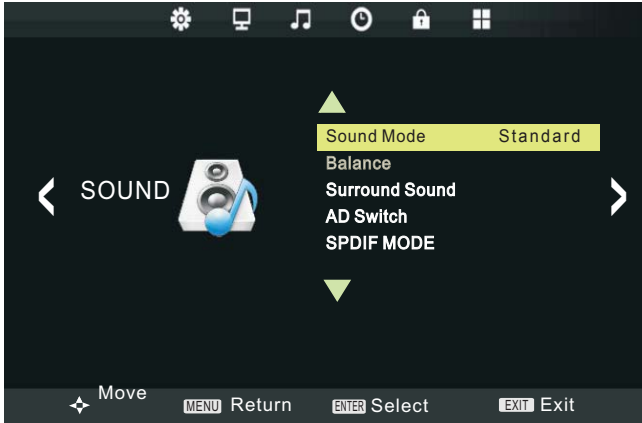 Sound Mode Standard
Balance
SOUND
Surround Sound
AD Switch
SPDIF MODE
Move MENU Return ENTER Select EXIT Exit